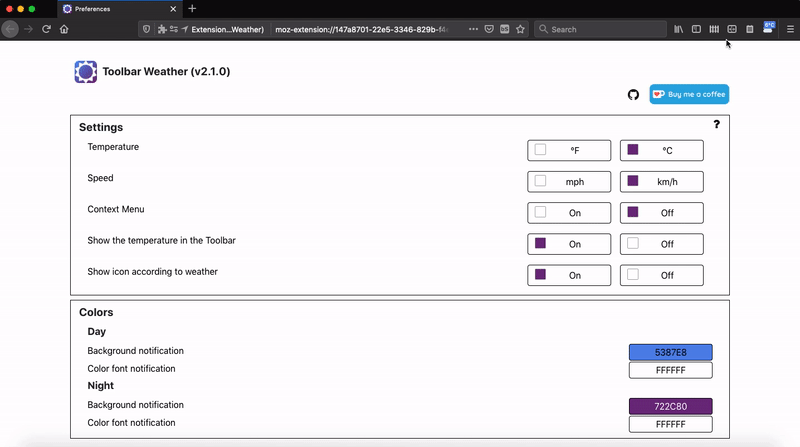 Preferences
Extension...Weather)
moz-extension://147a8701-22e5-3346-829b-f4
Search
6°C
Toolbar Weather (v2.1.0)
Buy me a coffee
Settings
?
Temperature
°F
°C
Speed
mph
km/h
Context Menu
On
Off
Show the temperature in the Toolbar
On
Off
Show icon according to weather
On
Off
Colors
Day
Background notification
5387E8
Color font notification
FFFFFF
Night
Background notification
722C80
Color font notification
FFFFFF